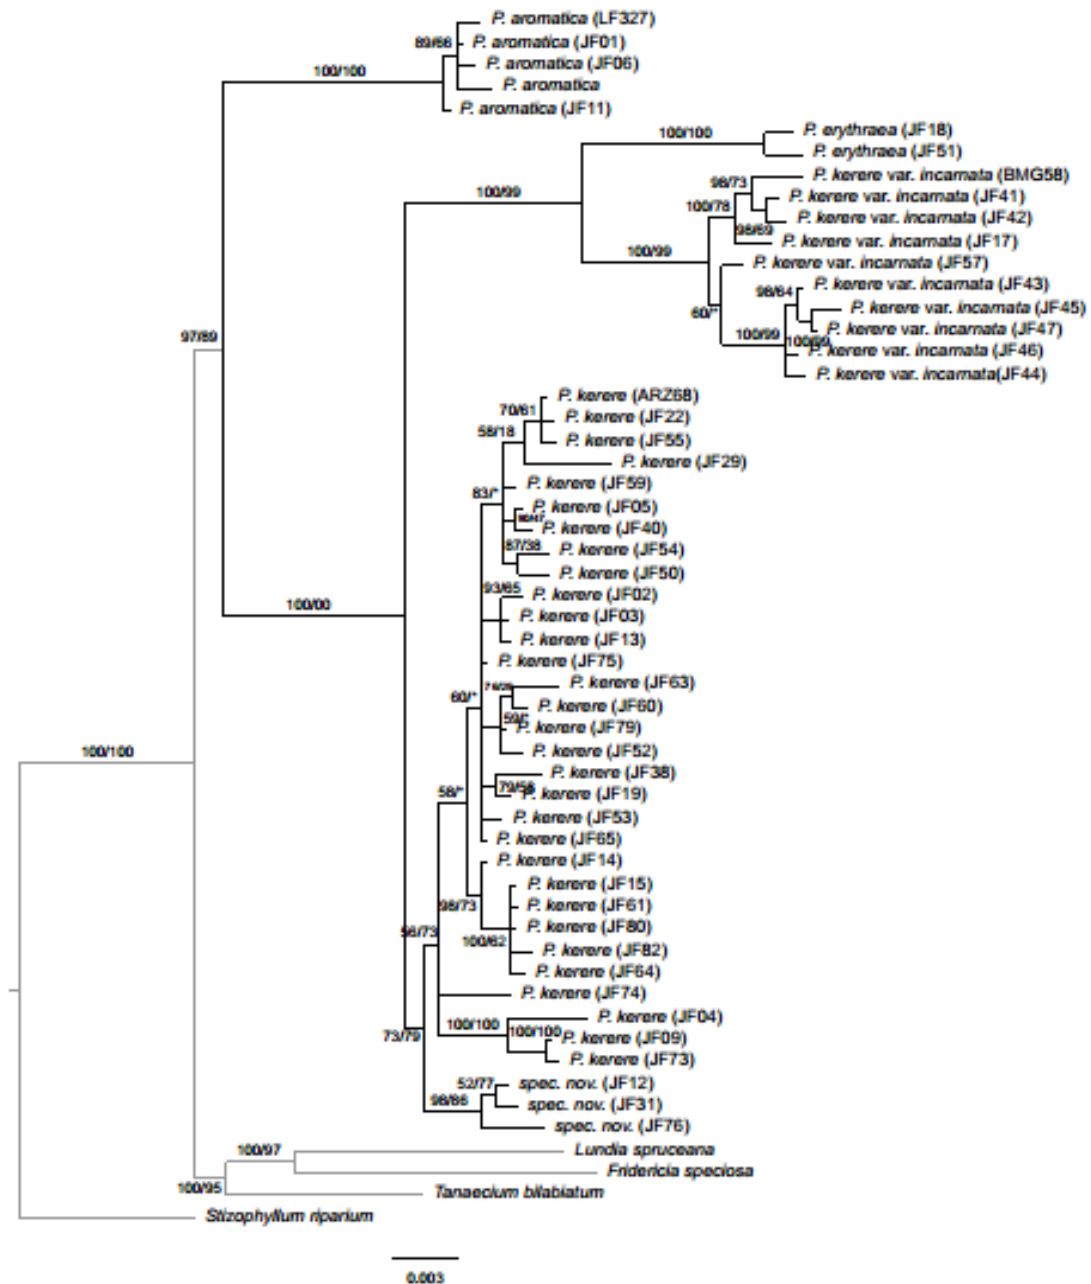 P. aromatica (LF327)
89/66
P. aromatica (JF01)
P. aromatica (JF06)
100/100
P. aromatica
P. aromatica (JF11)
P. erythraea (JF18)
100/100
P. erythraea (JF51)
P. kerere var. incarnata (BMG58)
98/73
P. kerere var. incarnata (JF41)
100/99
100/78
P. kerere var. incarnata (JF42)
98/69
P. kerere var. incarnata (JF17)
100/99
P. kerere var. incarnata (JF57)
P. kerere var. incarnata (JF43)
98/64
P. kerere var. incarnata (JF45)
60/*
P. kerere var. incarnata (JF47)
97/89
100/99
100/99
P. kerere var. incarnata (JF46)
P. kerere var. incarnata(JF44)
P. kerere (ARZ68)
70/61
P. kerere (JF22)
58/18
P. kerere (JF55)
P. kerere (JF29)
P. kerere (JF59)
83/*
P. kerere (JF05)
P. kerere (JF40)
87/38
P. kerere (JF54)
P. kerere (JF50)
93/65
P. kerere (JF02)
100/00
P. kerere (JF03)
P. kerere (JF13)
P. kerere (JF75)
P. kerere (JF63)
60/*
P. kerere (JF60)
59/*
P. kerere (JF79)
100/100
P. kerere (JF52)
P. kerere (JF38)
58/*
79/58
P. kerere (JF19)
P. kerere (JF53)
P. kerere (JF65)
P. kerere (JF14)
P. kerere (JF15)
98/73
P. kerere (JF61)
56/73
P. kerere (JF80)
100/62
P. kerere (JF82)
P. kerere (JF64)
P. kerere (JF74)
P. kerere (JF04)
73/79
100/100
100/100
P. kerere (JF09)
P. kerere (JF73)
52/77
spec. nov. (JF12)
98/86
spec. nov. (JF31)
spec. nov. (JF76)
100/97
Lundia spruceana
Fridericia speciosa
100/95
Tanaecium bilabiatum
Stizophyllum riparium
0.003